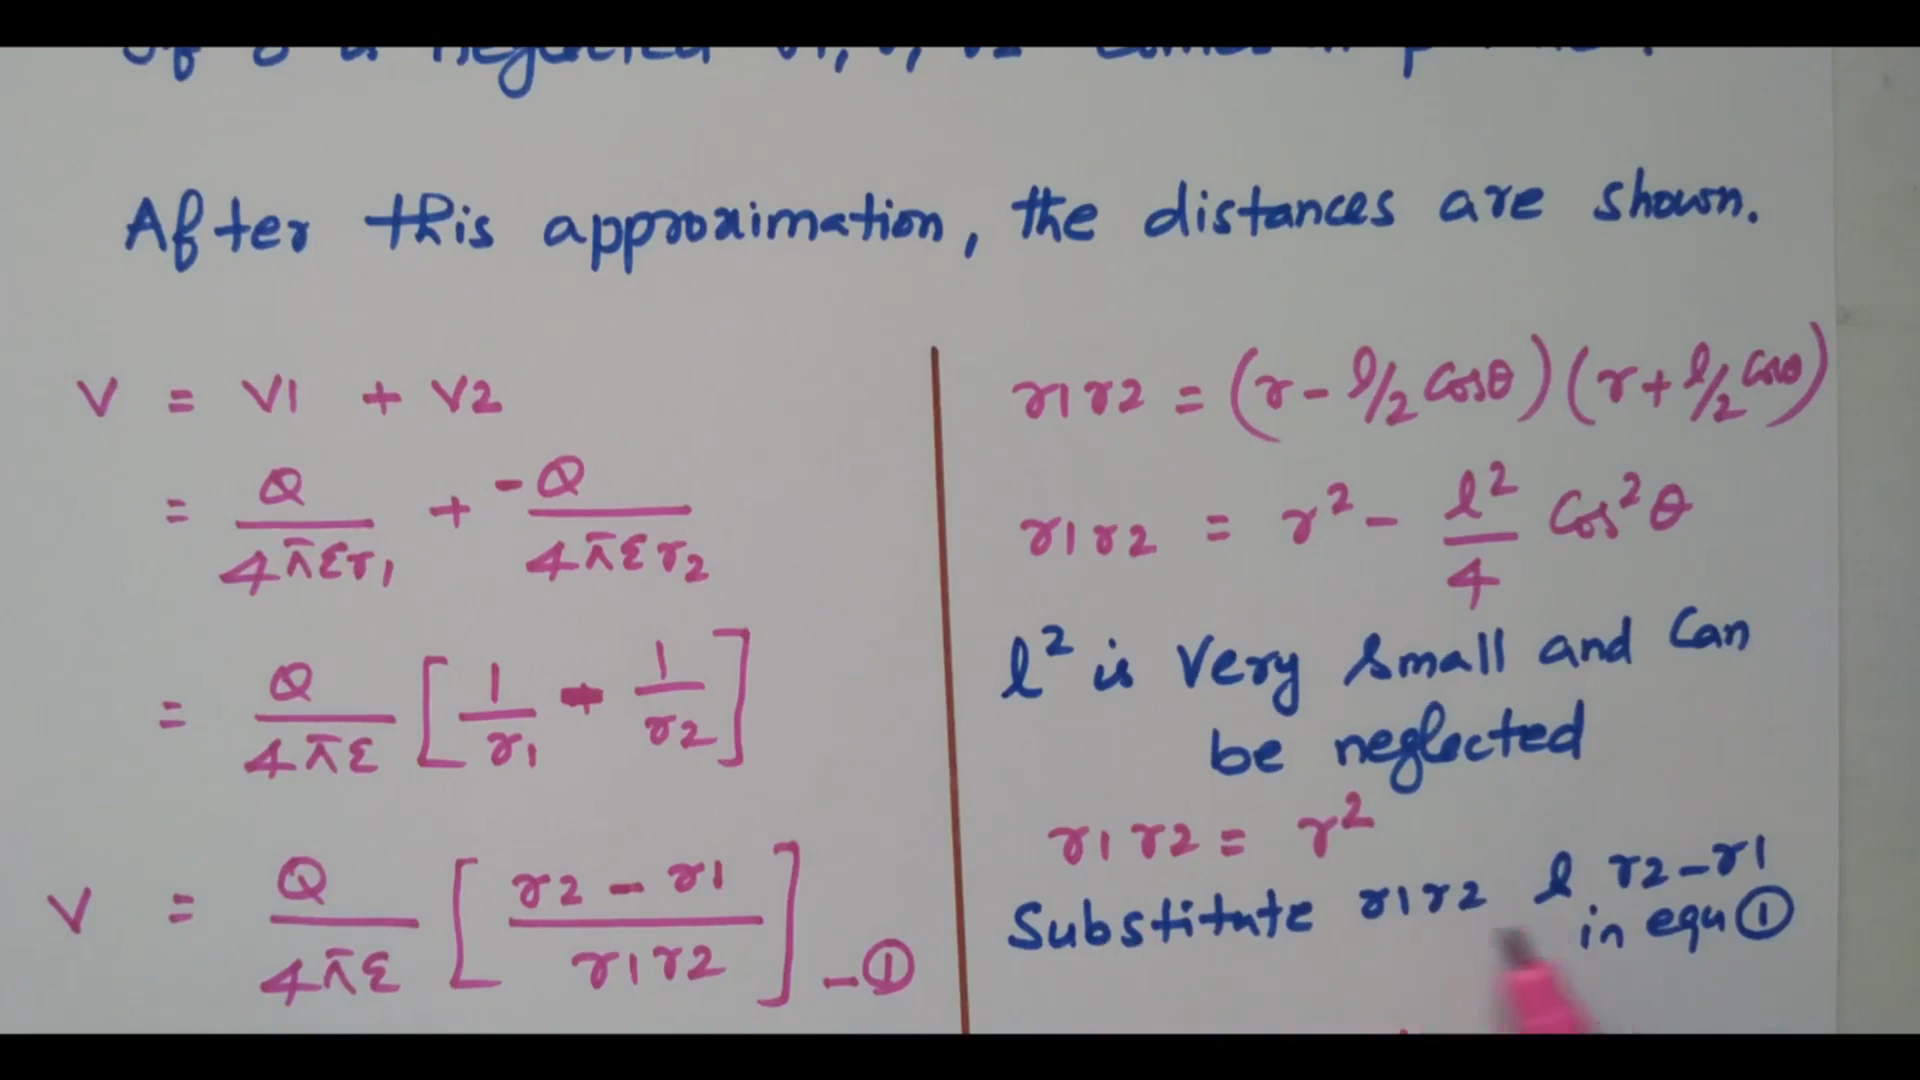 neglected
After this approximation, the distances are shown.
V = V1 + V2
= Q/4πεr1 + -Q/4πεr2
= Q/4πε [1/r1 - 1/r2]
V = Q/4πε [r2 - r1/r1r2] - ①
r1r2 = (r - l/2 Cosθ)(r + l/2 Cosθ)
r1r2 = r² - l²/4 Cos²θ
l² is Very small and Can
be neglected
r1r2 = r²
Substitute r1r2 & r2-r1
in equ ①